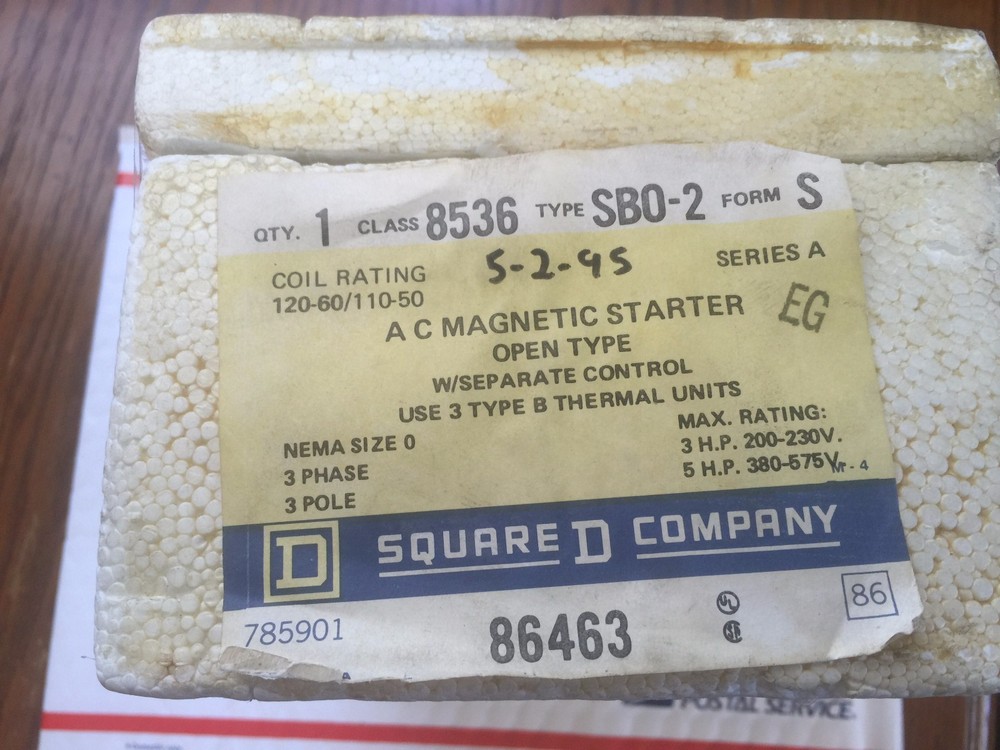 QTY. 1 CLASS 8536 TYPE SBO-2 FORM S
COIL RATING 5-2-95 SERIES A
120-60/110-50
A C MAGNETIC STARTER EG
OPEN TYPE
W/SEPARATE CONTROL
USE 3 TYPE B THERMAL UNITS
NEMA SIZE 0 MAX. RATING:
3 PHASE 3 H.P. 200-230V.
3 POLE 5 H.P. 380-575V.
D SQUARE D COMPANY
785901 86463 UL 86
A
POSTAL SERVICE.